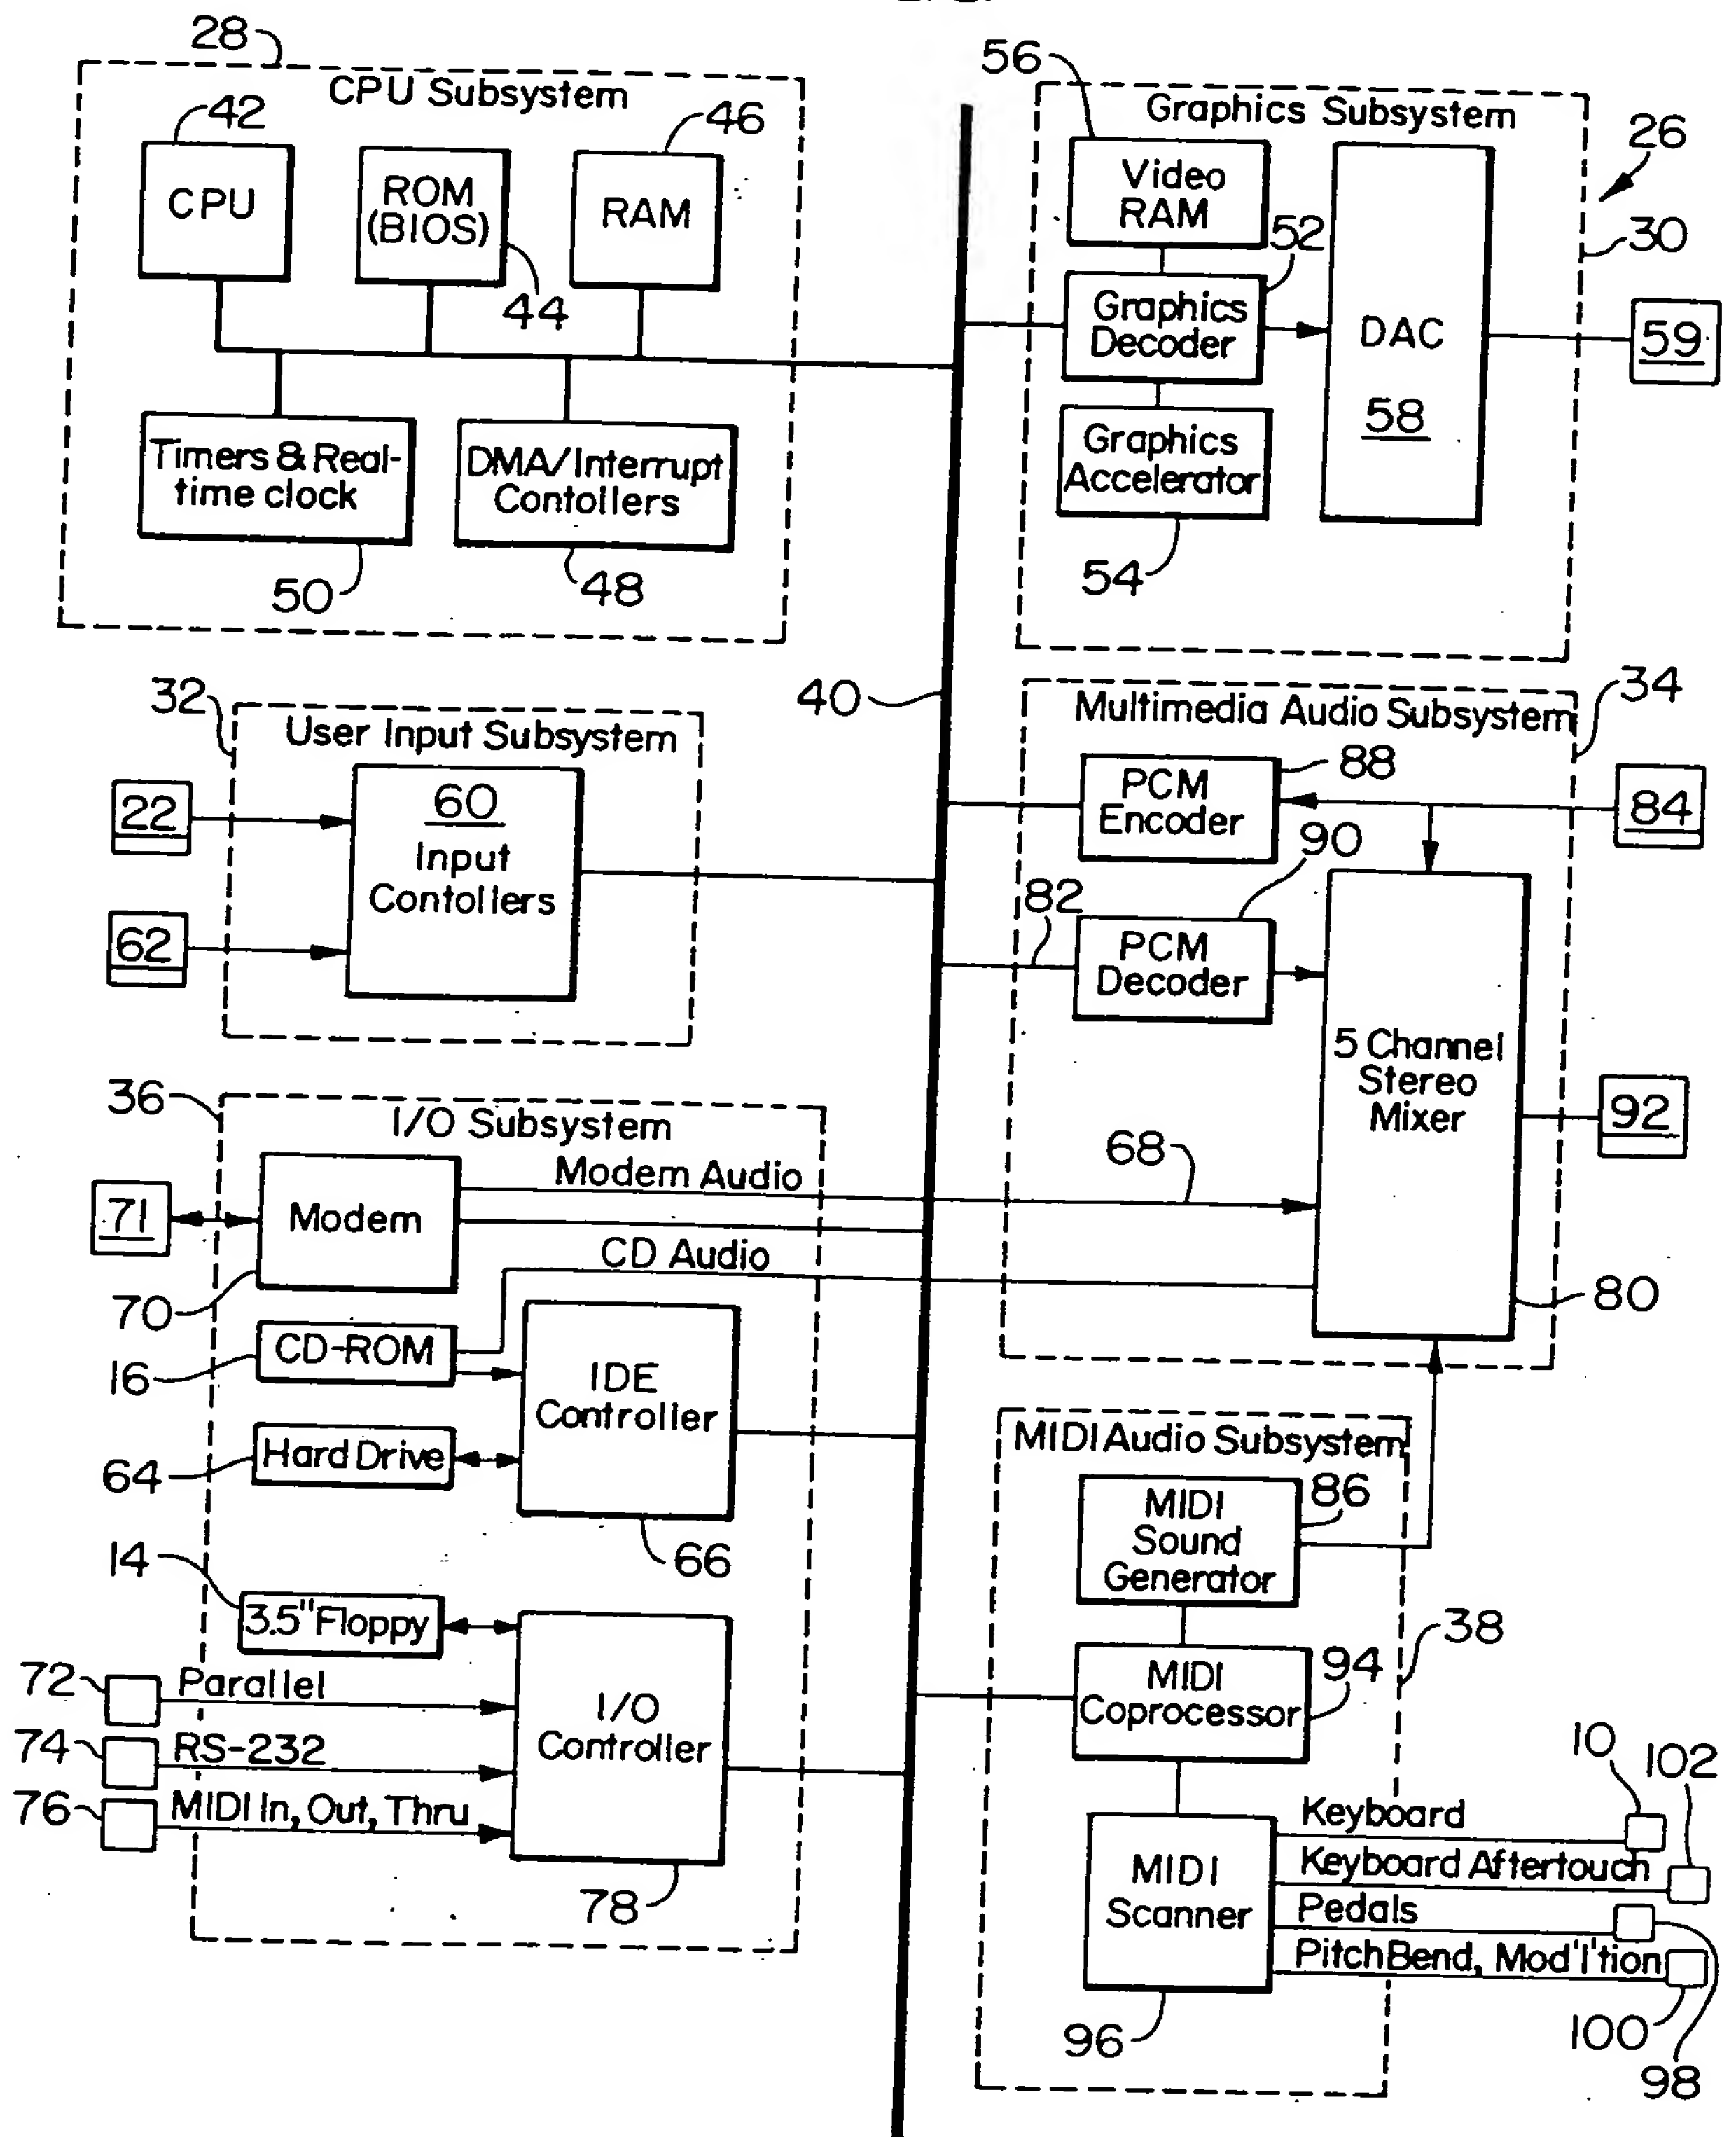 28
CPU Subsystem
42
CPU
ROM
(BIOS)
44
46
RAM
Timers & Real-
time clock
50
DMA/Interrupt
Contollers
48
56
Graphics Subsystem
26
30
Video
RAM
52
Graphics
Decoder
Graphics
Accelerator
54
DAC
58
59
40
32
User Input Subsystem
22
62
60
Input
Contollers
34
Multimedia Audio Subsystem
PCM
Encoder
88
84
90
82
PCM
Decoder
5 Channel
Stereo
Mixer
92
68
80
36
I/O Subsystem
Modem Audio
71
Modem
70
CD Audio
CD-ROM
16
IDE
Controller
Hard Drive
64
66
14
3.5" Floppy
72
Parallel
74
RS-232
76
MIDI In, Out, Thru
I/O
Controller
78
MIDI Audio Subsystem
MIDI
Sound
Generator
86
38
MIDI
Coprocessor
94
MIDI
Scanner
96
Keyboard
10
102
Keyboard Aftertouch
Pedals
Pitch Bend, Mod'l'tion
100
98